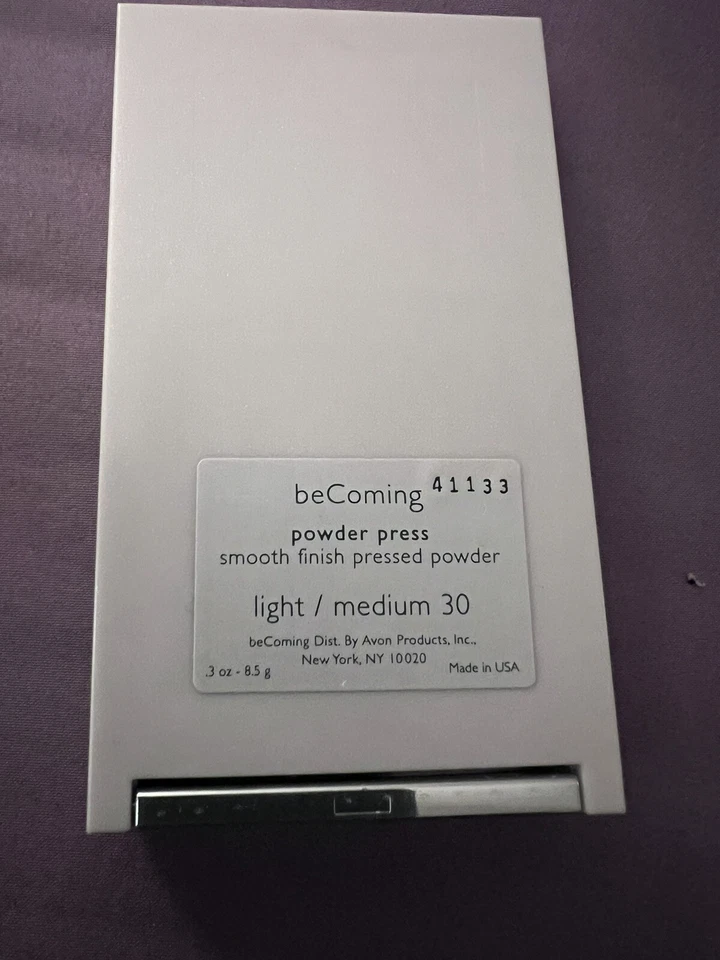 beComing 41133
powder press
smooth finish pressed powder
light / medium 30
beComing Dist. By Avon Products, Inc.,
New York, NY 10020
.3 oz - 8.5 g Made in USA